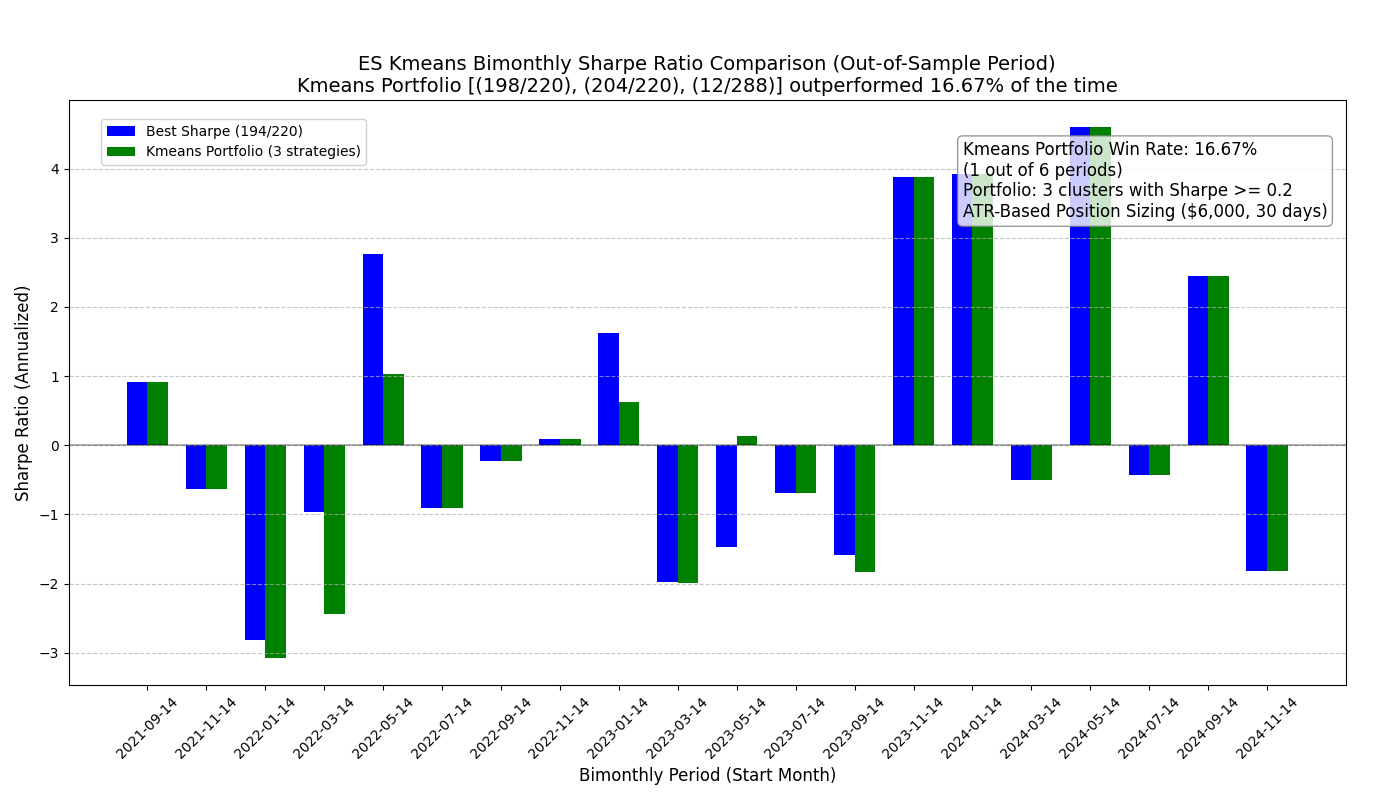 ES Kmeans Bimonthly Sharpe Ratio Comparison (Out-of-Sample Period)
Kmeans Portfolio [(198/220), (204/220), (12/288)] outperformed 16.67% of the time
Best Sharpe (194/220)
Kmeans Portfolio (3 strategies)
Kmeans Portfolio Win Rate: 16.67%
(1 out of 6 periods)
Portfolio: 3 clusters with Sharpe >= 0.2
ATR-Based Position Sizing ($6,000, 30 days)
Sharpe Ratio (Annualized)
4
3
2
1
0
−1
−2
−3
2021-09-14
2021-11-14
2022-01-14
2022-03-14
2022-05-14
2022-07-14
2022-09-14
2022-11-14
2023-01-14
2023-03-14
2023-05-14
2023-07-14
2023-09-14
2023-11-14
2024-01-14
2024-03-14
2024-05-14
2024-07-14
2024-09-14
2024-11-14
Bimonthly Period (Start Month)